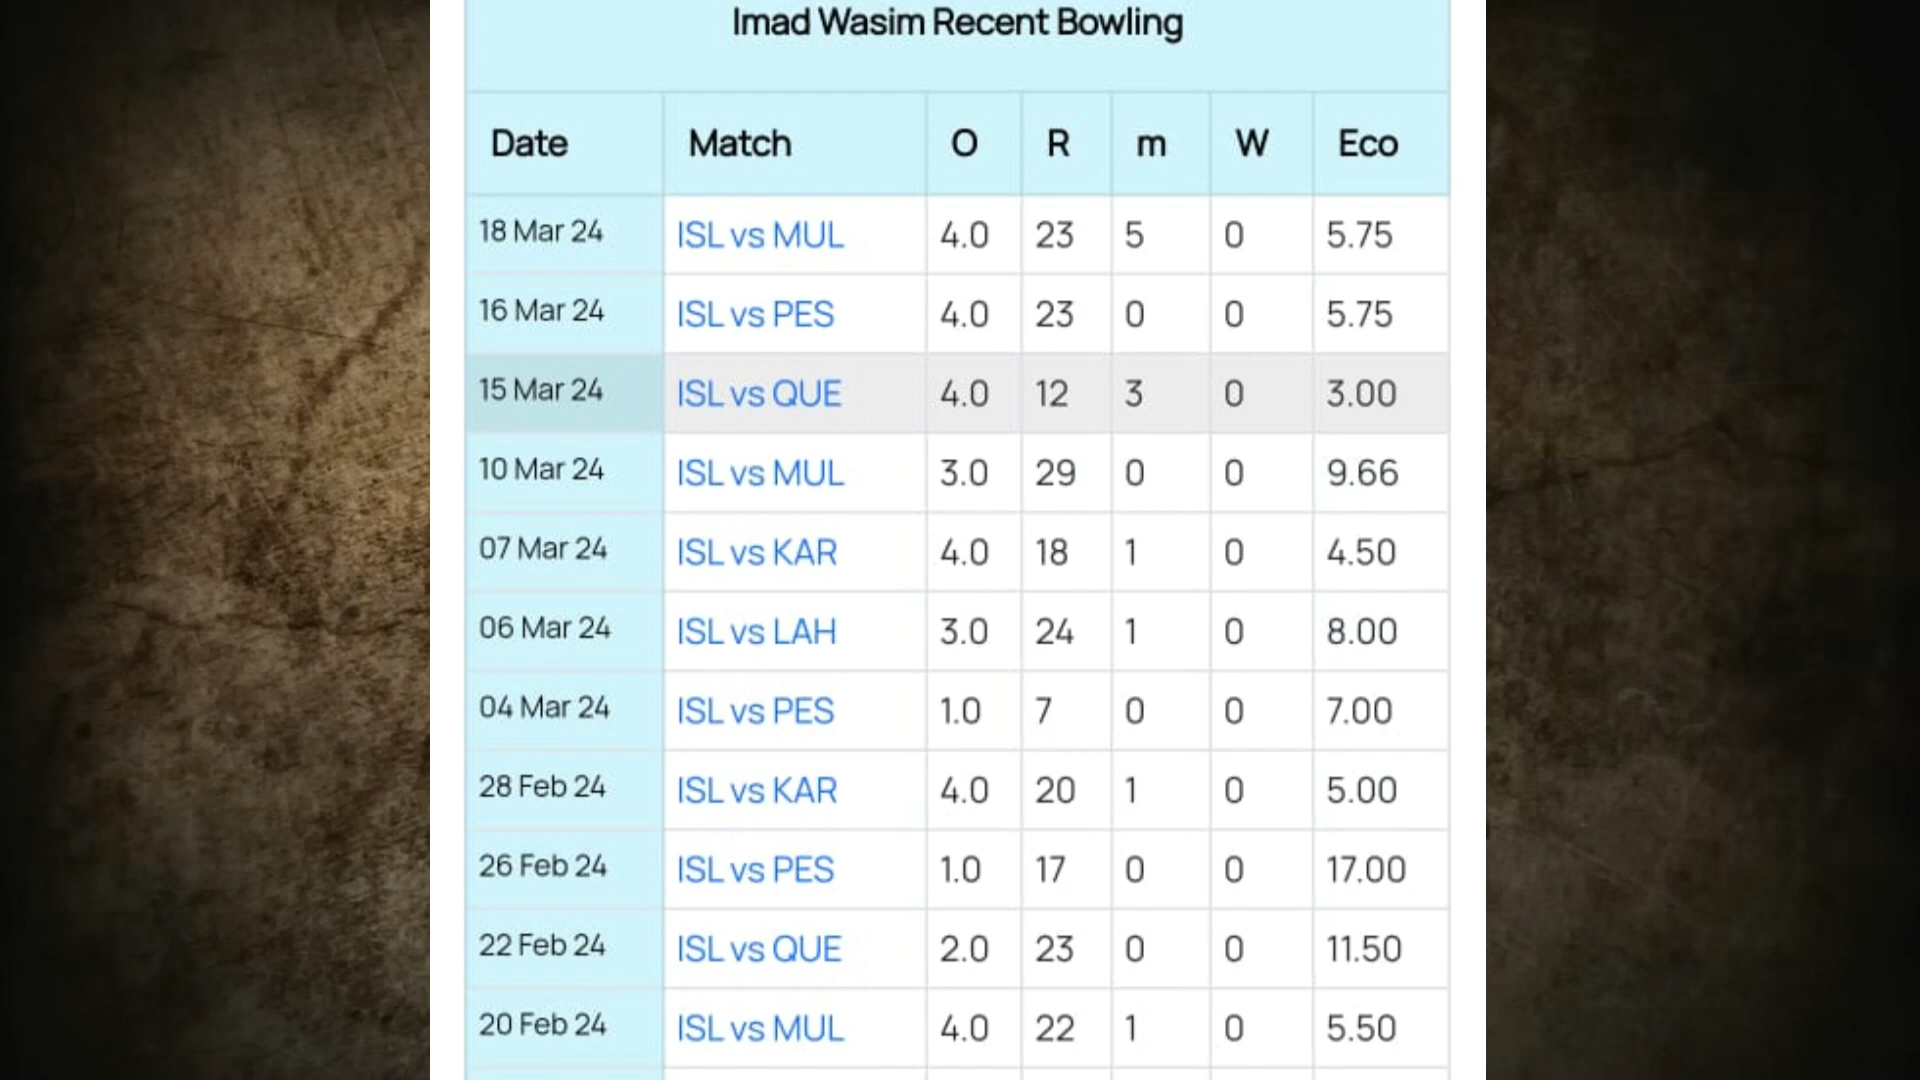 Imad Wasim Recent Bowling
Date Match O R m W Eco
18 Mar 24 ISL vs MUL 4.0 23 5 0 5.75
16 Mar 24 ISL vs PES 4.0 23 0 0 5.75
15 Mar 24 ISL vs QUE 4.0 12 3 0 3.00
10 Mar 24 ISL vs MUL 3.0 29 0 0 9.66
07 Mar 24 ISL vs KAR 4.0 18 1 0 4.50
06 Mar 24 ISL vs LAH 3.0 24 1 0 8.00
04 Mar 24 ISL vs PES 1.0 7 0 0 7.00
28 Feb 24 ISL vs KAR 4.0 20 1 0 5.00
26 Feb 24 ISL vs PES 1.0 17 0 0 17.00
22 Feb 24 ISL vs QUE 2.0 23 0 0 11.50
20 Feb 24 ISL vs MUL 4.0 22 1 0 5.50